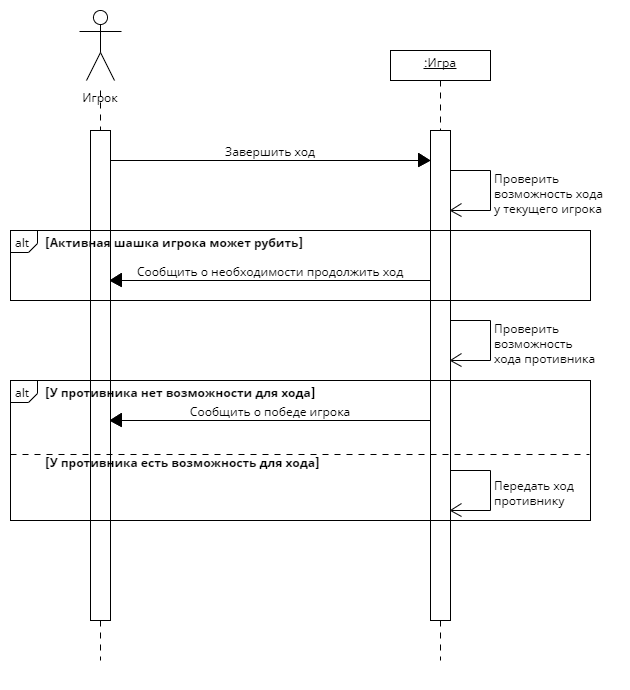 Игрок
:Игра
Завершить ход
Проверить
возможность хода
у текущего игрока
alt
[Активная шашка игрока может рубить]
Сообщить о необходимости продолжить ход
Проверить
возможность
хода противника
alt
[У противника нет возможности для хода]
Сообщить о победе игрока
[У противника есть возможность для хода]
Передать ход
противнику